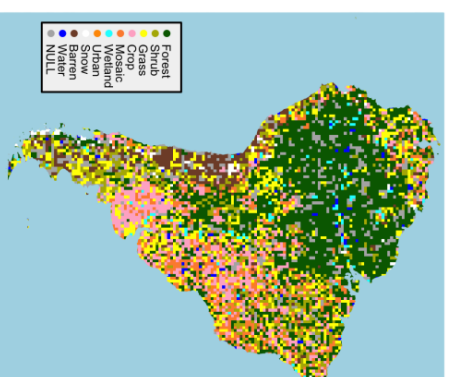 Forest
Shrub
Grass
Crop
Mosaic
Wetland
Urban
Snow
Barren
Water
NULL